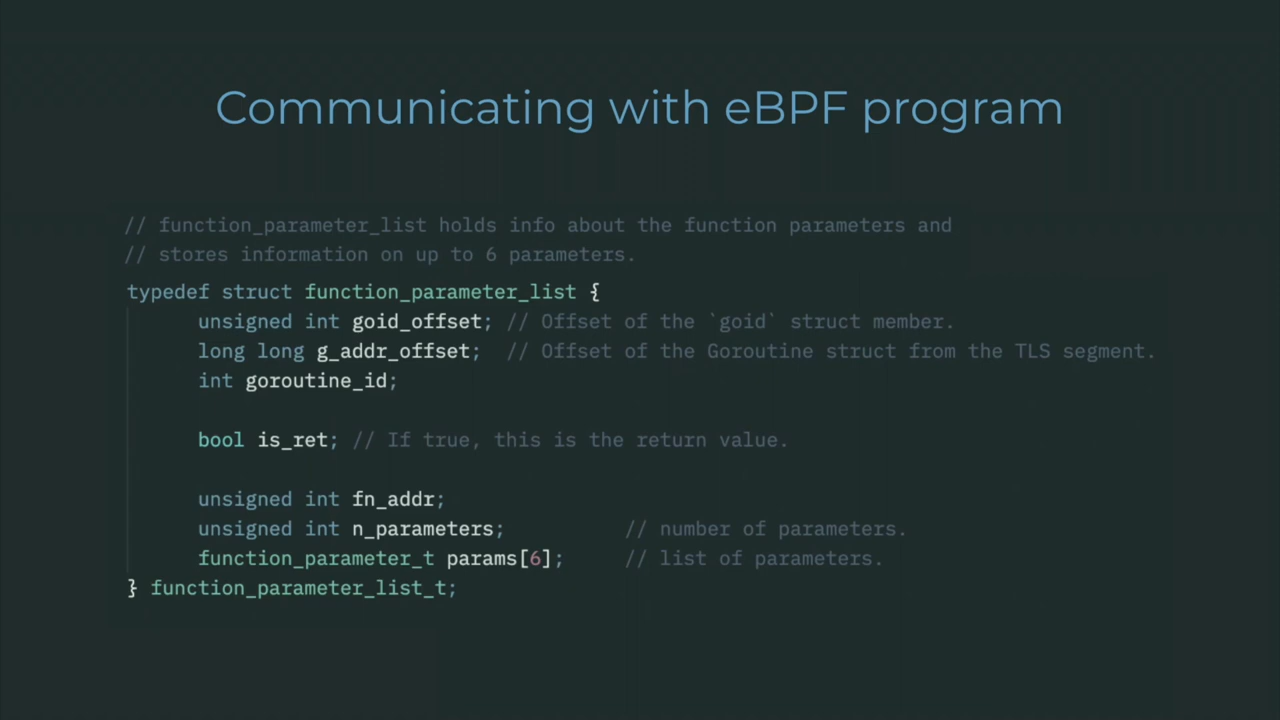 Communicating with eBPF program
// function_parameter_list holds info about the function parameters and
// stores information on up to 6 parameters.
typedef struct function_parameter_list {
unsigned int goid_offset; // Offset of the `goid` struct member.
long long g_addr_offset; // Offset of the Goroutine struct from the TLS segment.
int goroutine_id;
bool is_ret; // If true, this is the return value.
unsigned int fn_addr;
unsigned int n_parameters; // number of parameters.
function_parameter_t params[6]; // list of parameters.
} function_parameter_list_t;